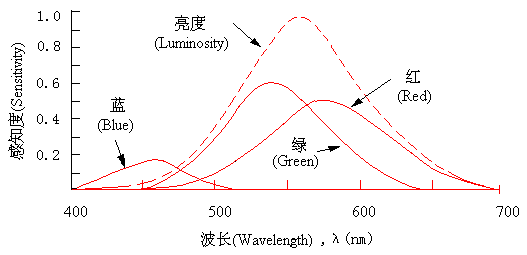 1.0
0.8
0.6
0.4
0.2
感知度(Sensitivity)
亮度
(Luminosity)
蓝
(Blue)
红
(Red)
绿
(Green)
400
500
600
700
波长(Wavelength) , λ (nm)